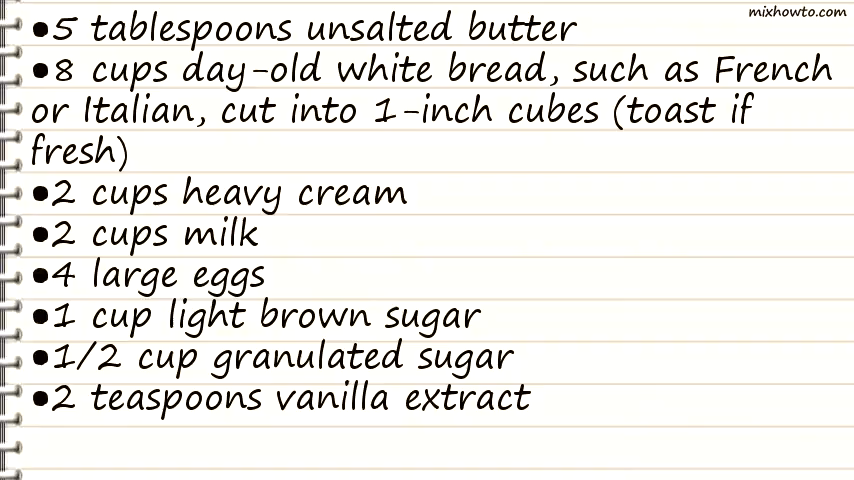 mixhowto.com
•5 tablespoons unsalted butter
•8 cups day-old white bread, such as French
or Italian, cut into 1-inch cubes (toast if
fresh)
•2 cups heavy cream
•2 cups milk
•4 large eggs
•1 cup light brown sugar
•1/2 cup granulated sugar
•2 teaspoons vanilla extract